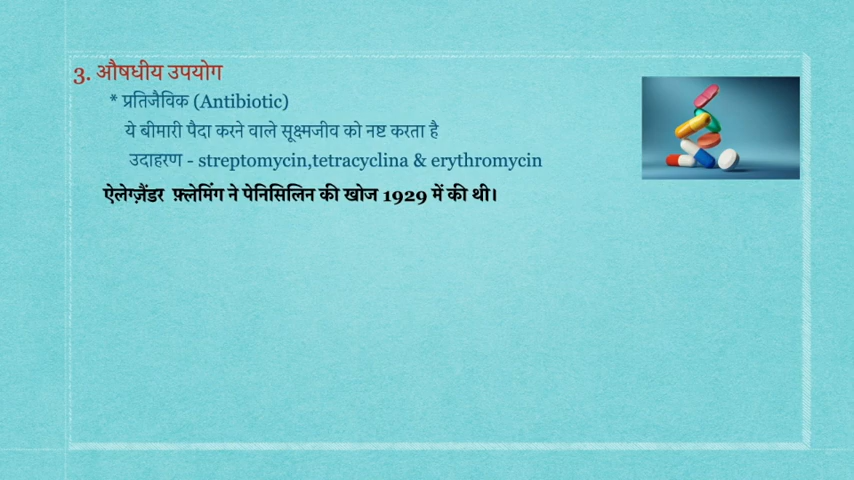 3. औषधीय उपयोग
* प्रतिजैविक (Antibiotic)
ये बीमारी पैदा करने वाले सूक्ष्मजीव को नष्ट करता है
उदाहरण - streptomycin,tetracyclina & erythromycin
ऐलेग्ज़ैंडर फ़्लेमिंग ने पेनिसिलिन की खोज 1929 में की थी।